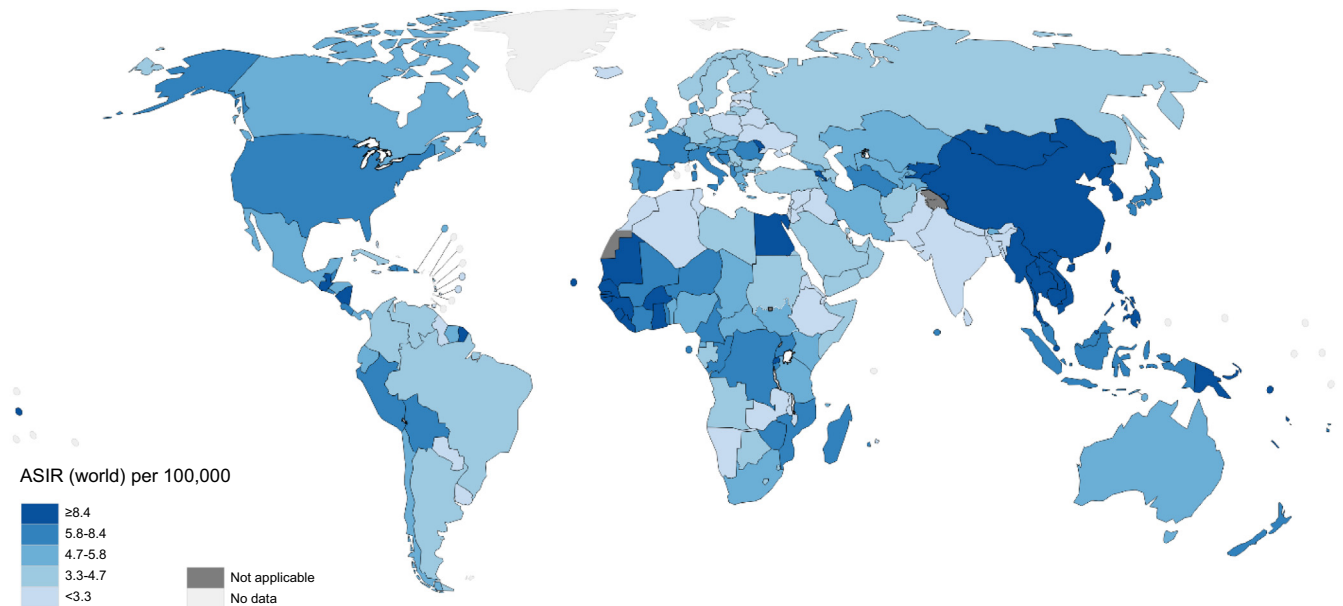 ASIR (world) per 100,000
≥8.4
5.8-8.4
4.7-5.8
3.3-4.7
<3.3
Not applicable
No data